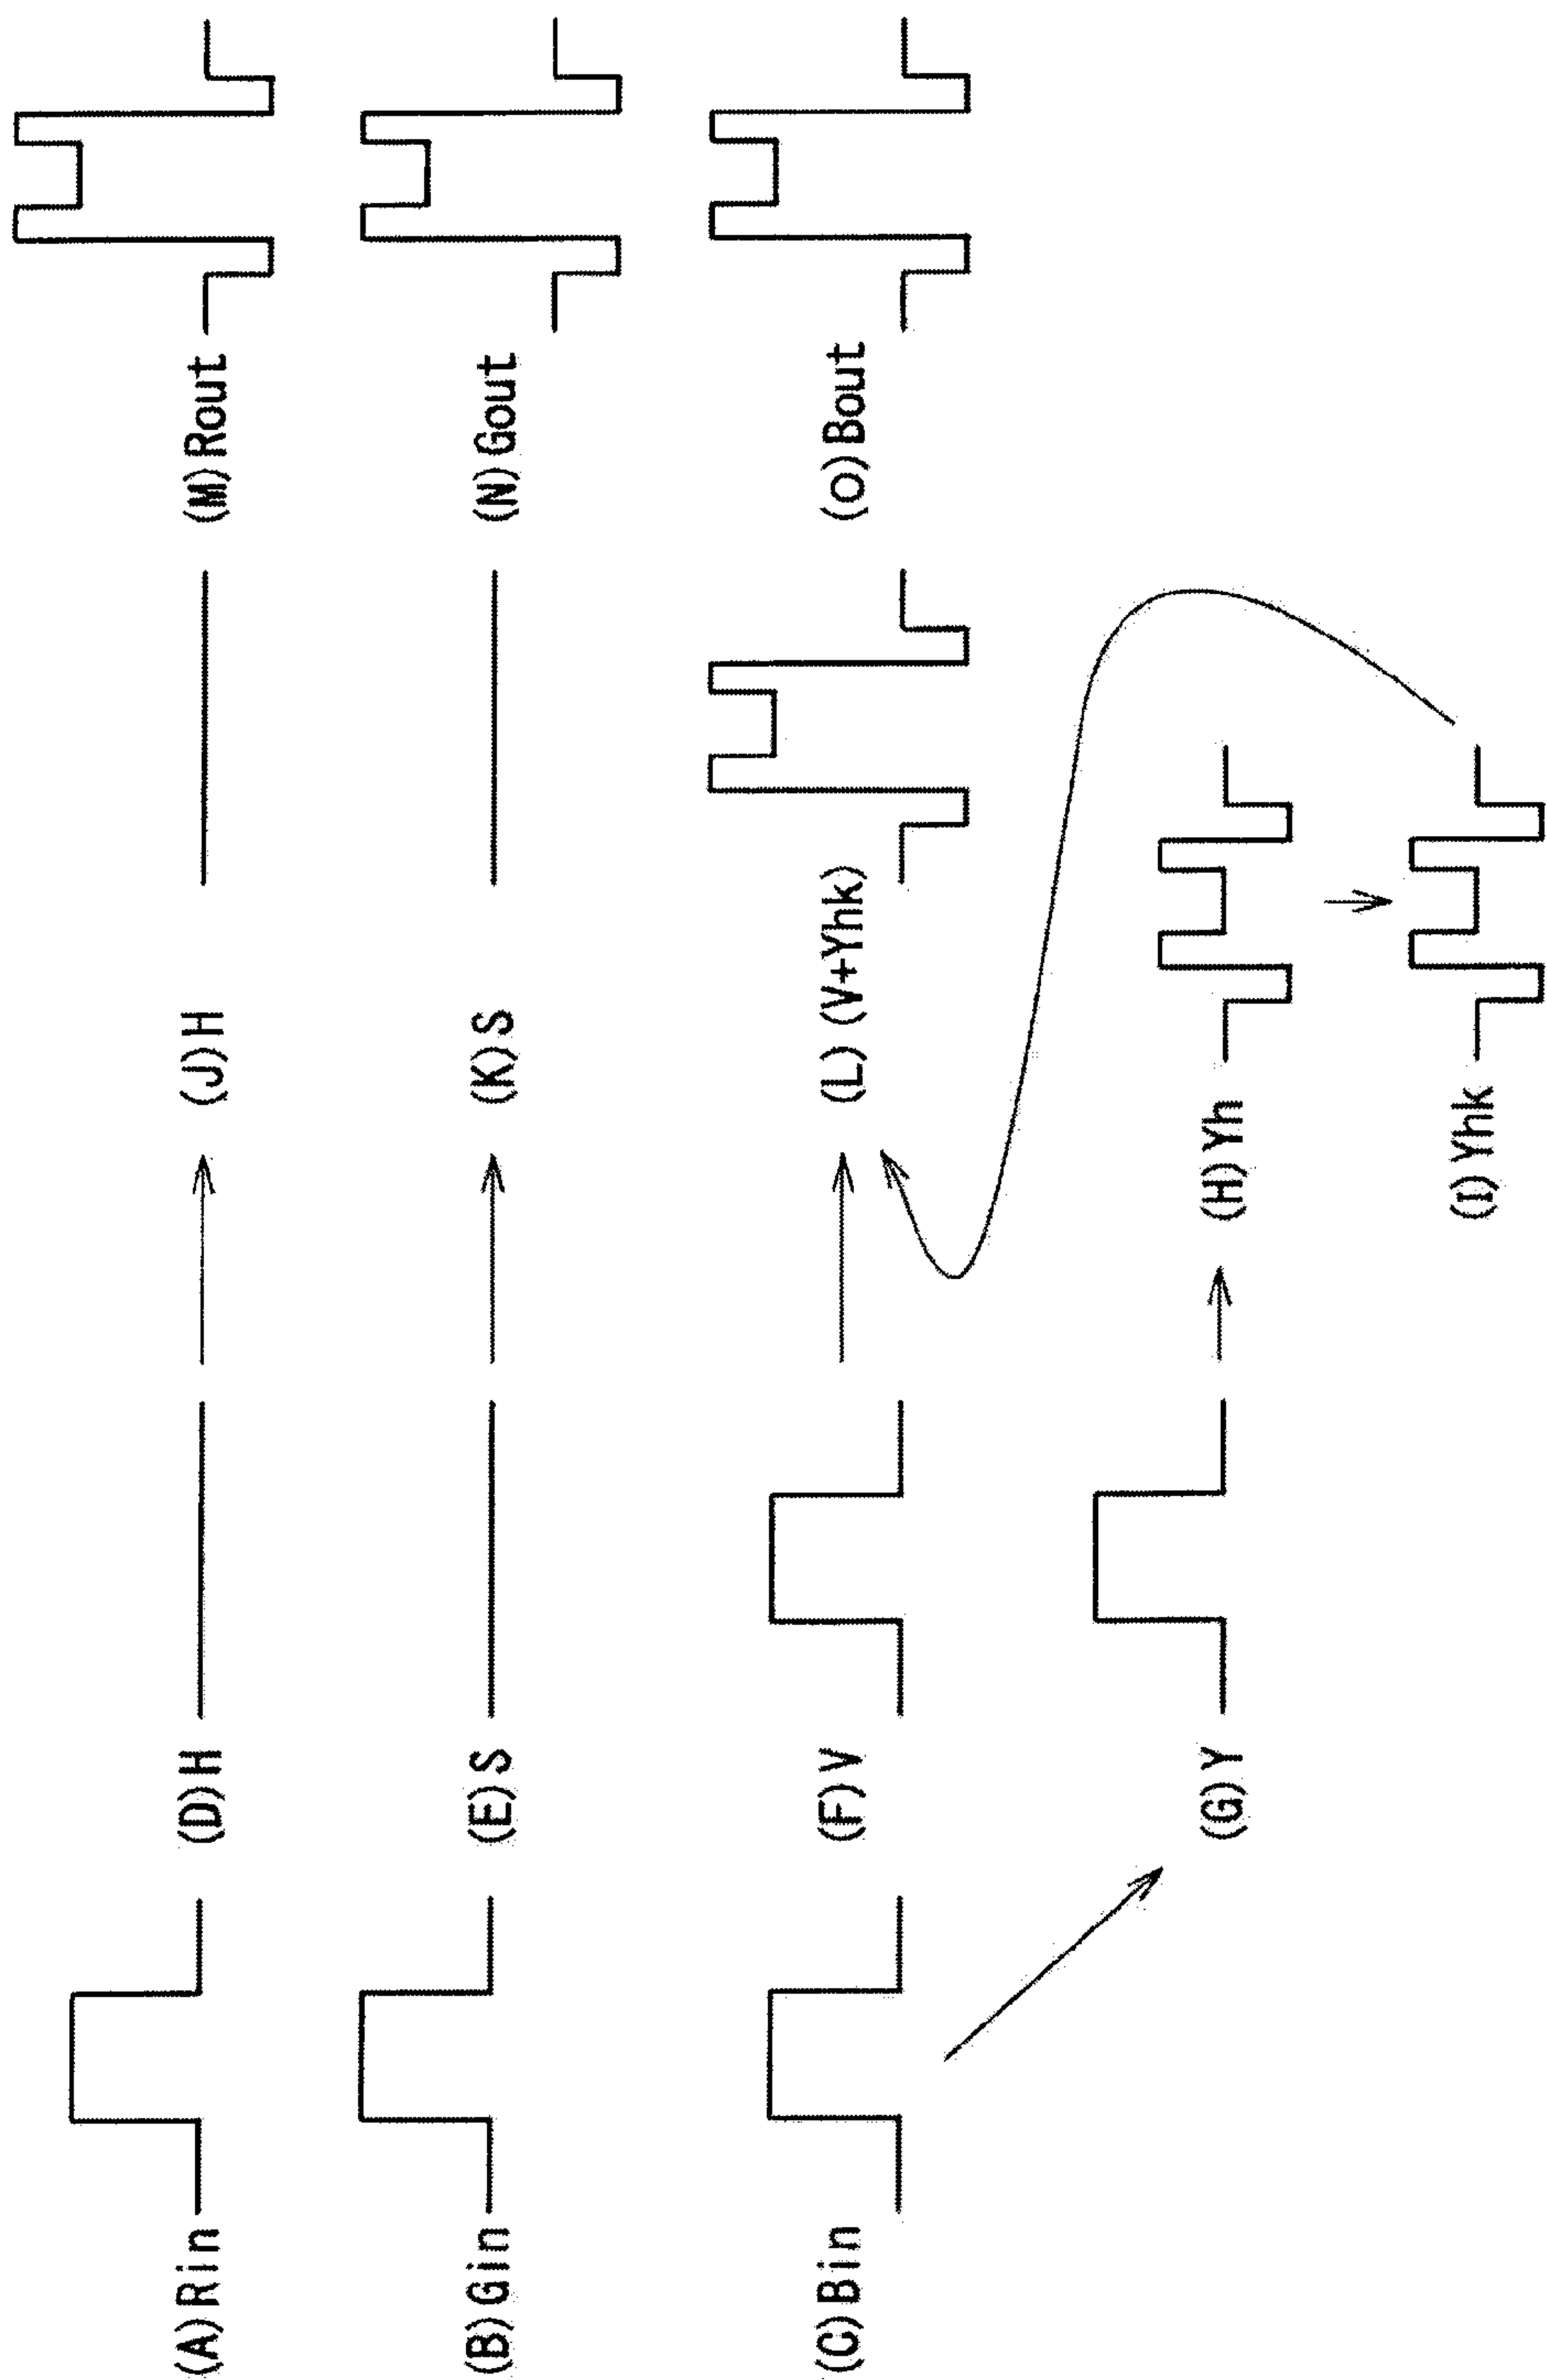 (A) Rin
(B) Gin
(C) Bin
(D) H
(E) S
(F) V
(G) Y
(H) Yh
(I) Yhk
(J) H
(K) S
(L) (V+Yhk)
(M) Rout
(N) Gout
(O) Bout